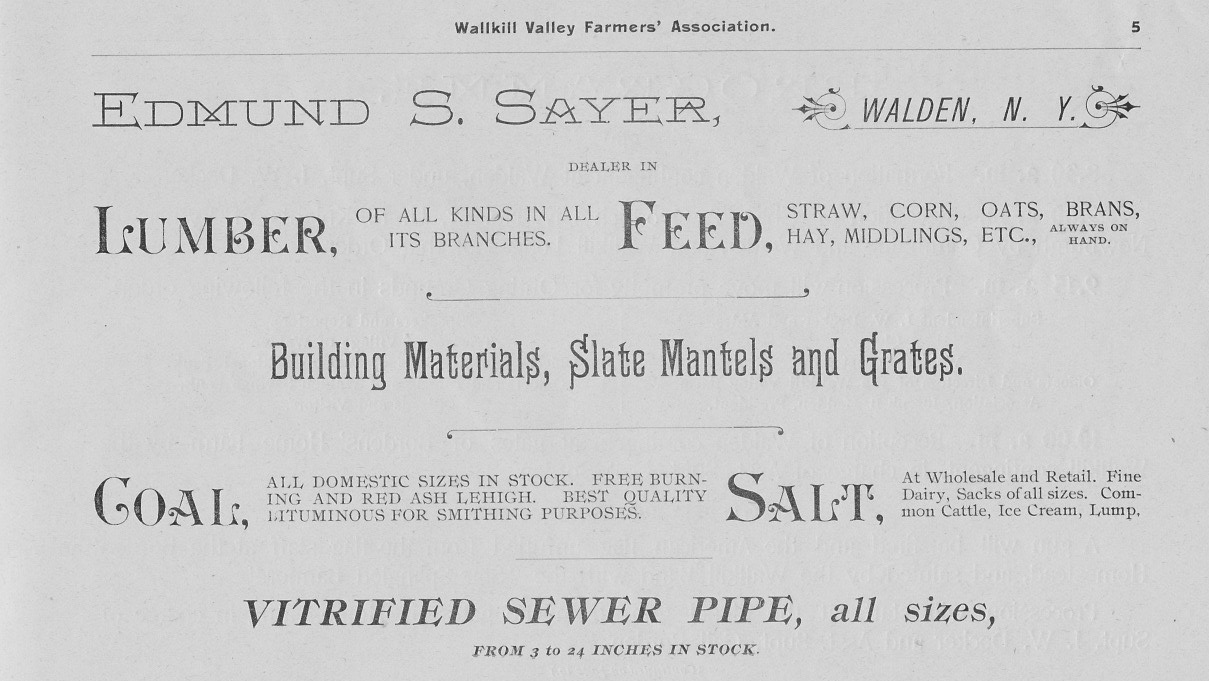 Wallkill Valley Farmers' Association. 5
EDMUND S. SAYER, WALDEN, N. Y.
DEALER IN
LUMBER, OF ALL KINDS IN ALL
ITS BRANCHES.
FEED, STRAW, CORN, OATS, BRANS,
HAY, MIDDLINGS, ETC., ALWAYS ON
HAND.
Building Materials, Slate Mantels and Grates.
COAL, ALL DOMESTIC SIZES IN STOCK. FREE BURN-
ING AND RED ASH LEHIGH. BEST QUALITY
BITUMINOUS FOR SMITHING PURPOSES.
SALT, At Wholesale and Retail. Fine
Dairy, Sacks of all sizes. Com-
mon Cattle, Ice Cream, Lump,
VITRIFIED SEWER PIPE, all sizes,
FROM 3 to 24 INCHES IN STOCK.